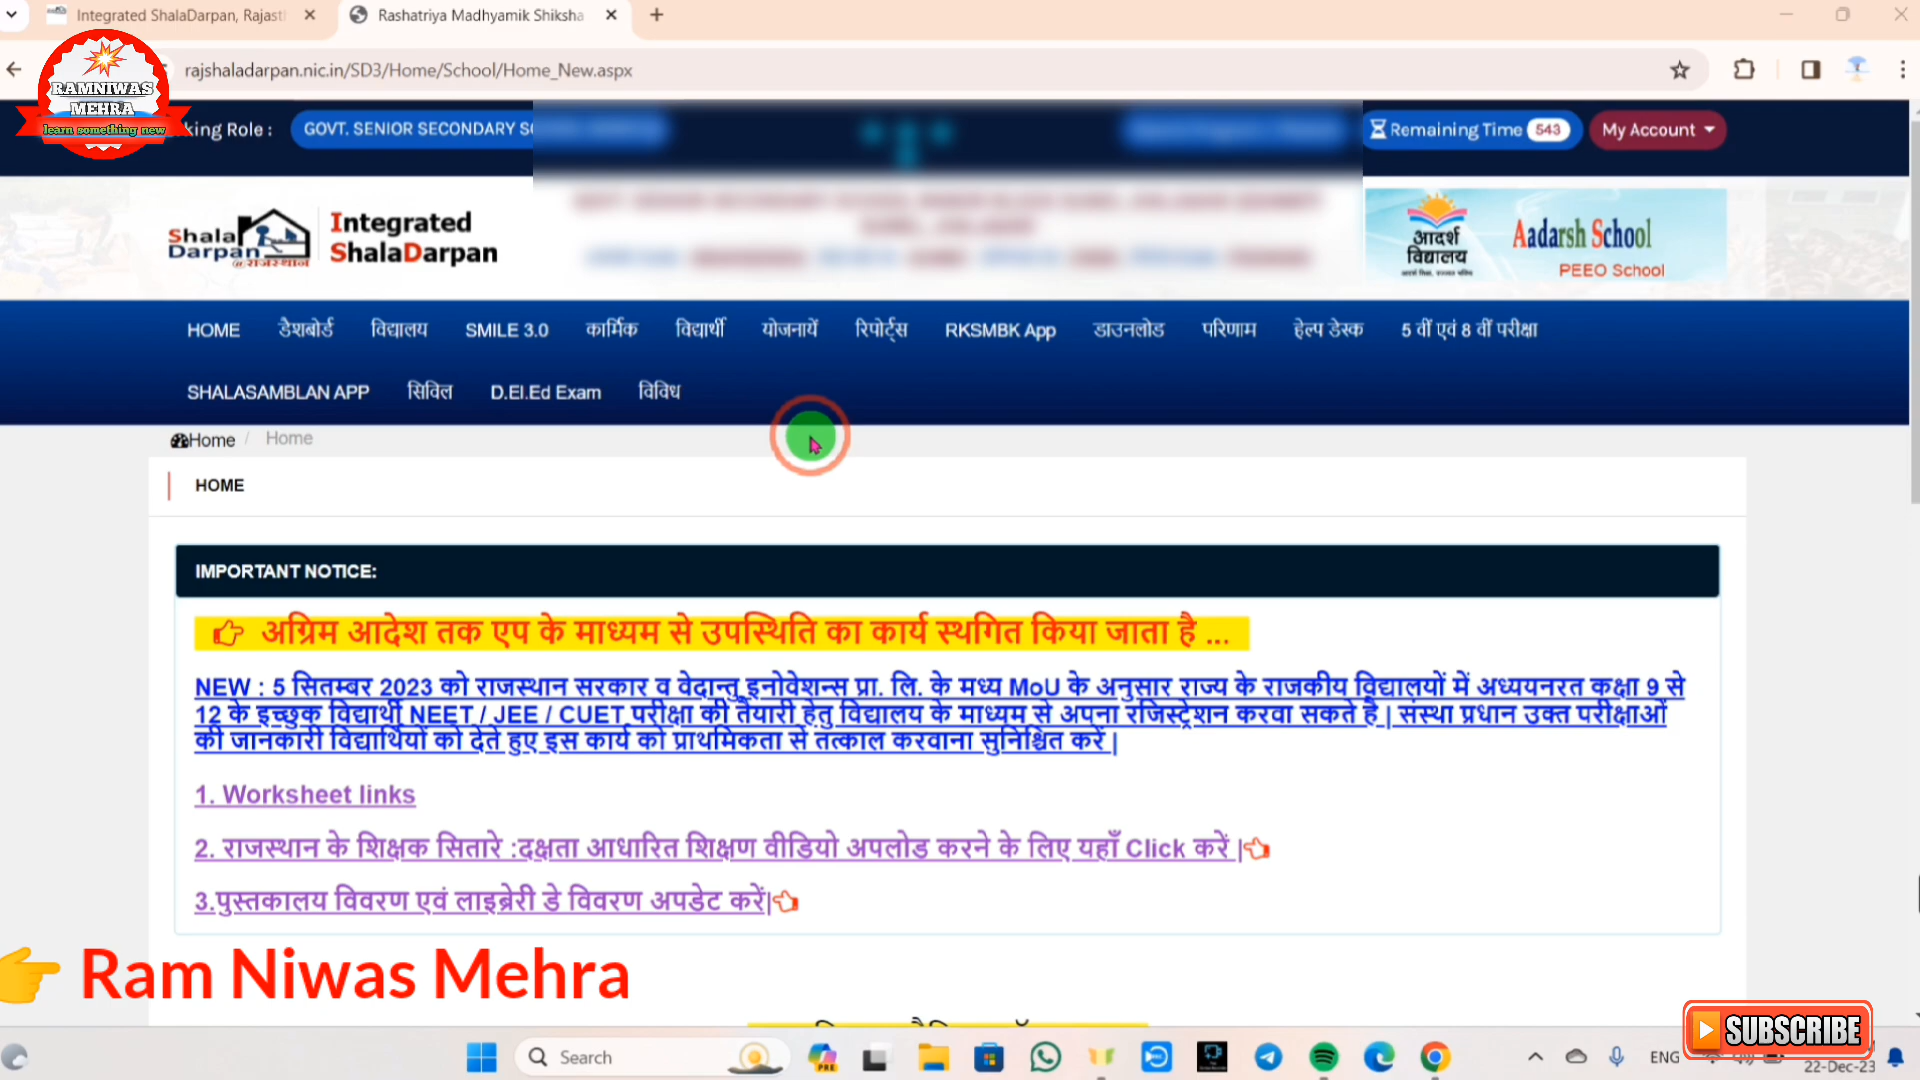 Integrated ShalaDarpan, Rajast
Rashatriya Madhyamik Shiksha
rajshaladarpan.nic.in/SD3/Home/School/Home_New.aspx
RAMNIWAS
MEHRA
learn something new
king Role :
GOVT. SENIOR SECONDARY
Remaining Time 543
My Account
Shala
Darpan
@राजस्थान
Integrated
ShalaDarpan
आदर्श
विद्यालय
Aadarsh School
PEEO School
HOME डैशबोर्ड विद्यालय SMILE 3.0 कार्मिक विद्यार्थी योजनायें रिपोर्ट्स RKSMBK App डाउनलोड परिणाम हेल्प डेस्क 5 वीं एवं 8 वीं परीक्षा
SHALASAMBLAN APP सिविल D.El.Ed Exam विविध
Home / Home
HOME
IMPORTANT NOTICE:
अग्रिम आदेश तक एप के माध्यम से उपस्थिति का कार्य स्थगित किया जाता है ...
NEW : 5 सितम्बर 2023 को राजस्थान सरकार व वेदान्तु इनोवेशन्स प्रा. लि. के मध्य MoU के अनुसार राज्य के राजकीय विद्यालयों में अध्ययनरत कक्षा 9 से
12 के इच्छुक विद्यार्थी NEET / JEE / CUET परीक्षा की तैयारी हेतु विद्यालय के माध्यम से अपना रजिस्ट्रेशन करवा सकते है | संस्था प्रधान उक्त परीक्षाओं
की जानकारी विद्यार्थियों को देते हुए इस कार्य को प्राथमिकता से तत्काल करवाना सुनिश्चित करें |
1. Worksheet links
2. राजस्थान के शिक्षक सितारे :दक्षता आधारित शिक्षण वीडियो अपलोड करने के लिए यहाँ Click करें |
3.पुस्तकालय विवरण एवं लाइब्रेरी डे विवरण अपडेट करें|
Ram Niwas Mehra
SUBSCRIBE
Search
PRE
ENG
22-Dec-23